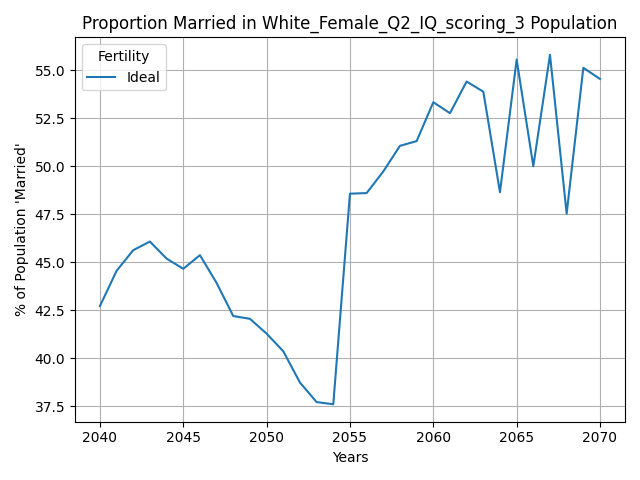 Proportion Married in White_Female_Q2_IQ_scoring_3 Population
Fertility
Ideal
% of Population 'Married'
55.0
52.5
50.0
47.5
45.0
42.5
40.0
37.5
2040 2045 2050 2055 2060 2065 2070
Years